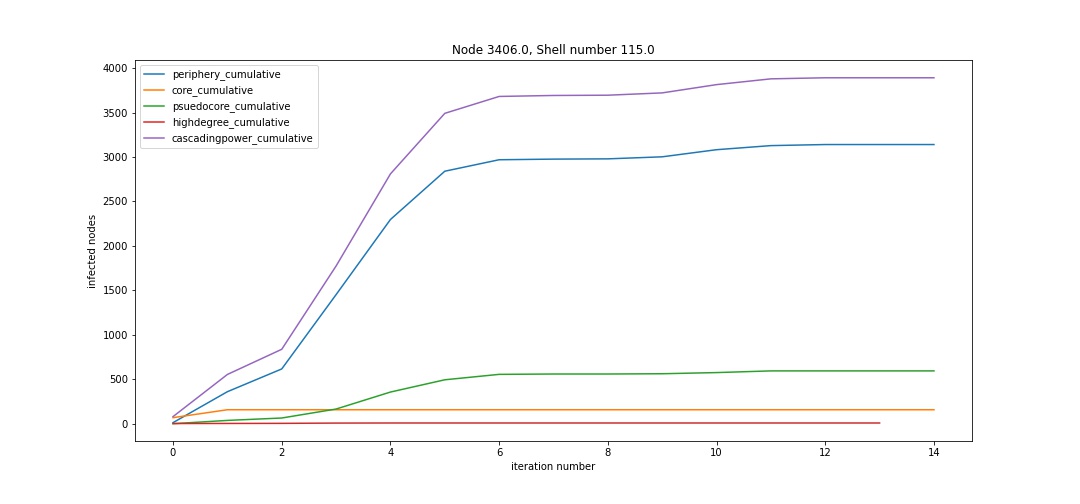 Node 3406.0, Shell number 115.0
periphery_cumulative
core_cumulative
psuedocore_cumulative
highdegree_cumulative
cascadingpower_cumulative
infected nodes
4000
3500
3000
2500
2000
1500
1000
500
0
0 2 4 6 8 10 12 14
iteration number